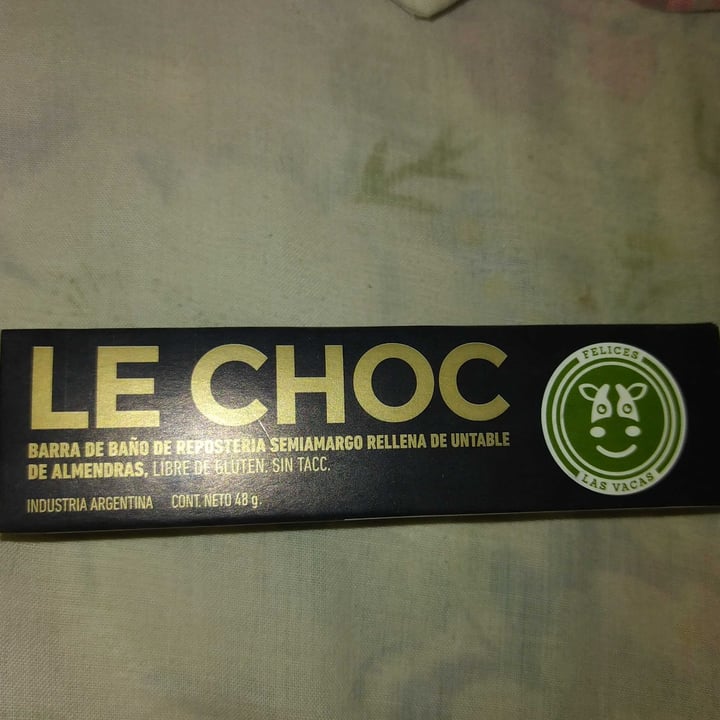 LE CHOC
BARRA DE BAÑO DE REPOSTERIA SEMIAMARGO RELLENA DE UNTABLE
DE ALMENDRAS, LIBRE DE GLUTEN, SIN TACC.
INDUSTRIA ARGENTINA CONT. NETO 48 g
FELICES
LAS VACAS